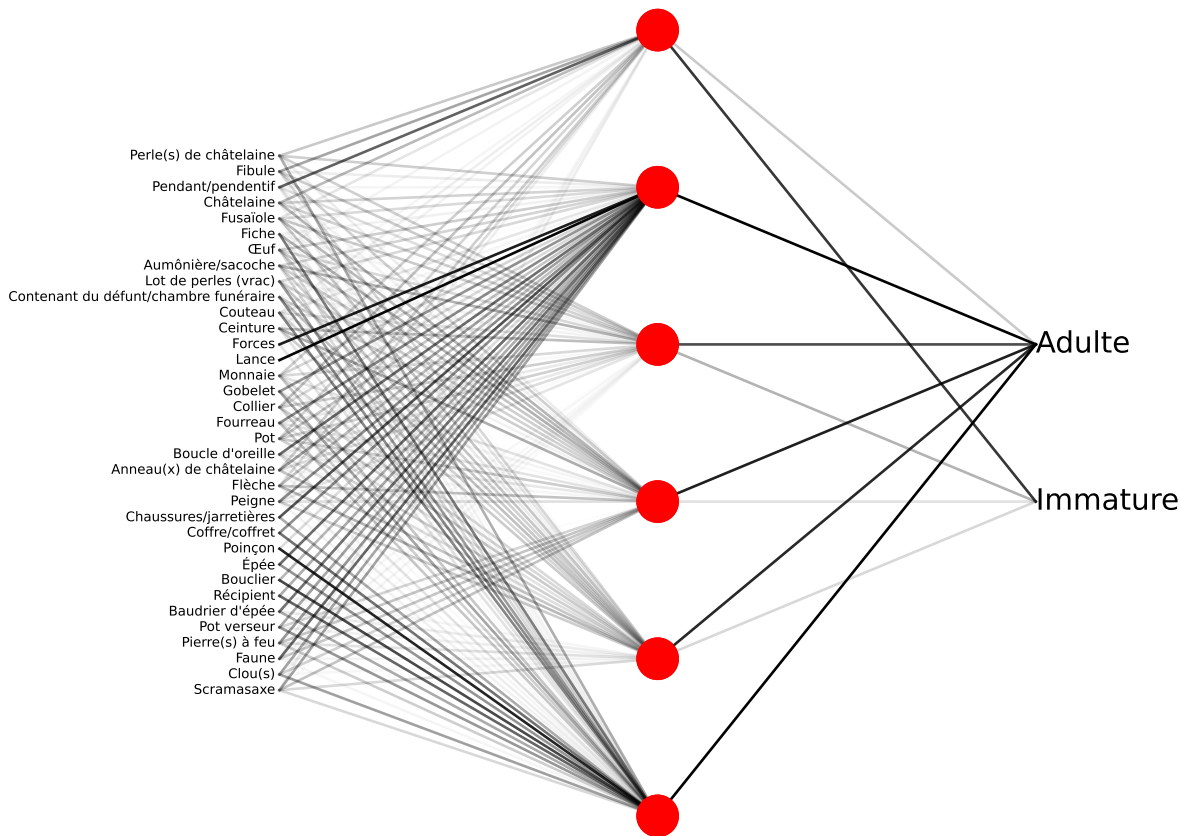 Perle(s) de châtelaine
Fibule
Pendant/pendentif
Châtelaine
Fusaïole
Fiche
Œuf
Aumônière/sacoche
Lot de perles (vrac)
Contenant du défunt/chambre funéraire
Couteau
Ceinture
Forces
Lance
Monnaie
Gobelet
Collier
Fourreau
Pot
Boucle d'oreille
Anneau(x) de châtelaine
Flèche
Peigne
Chaussures/jarretières
Coffre/coffret
Poinçon
Épée
Bouclier
Récipient
Baudrier d'épée
Pot verseur
Pierre(s) à feu
Faune
Clou(s)
Scramasaxe
Adulte
Immature